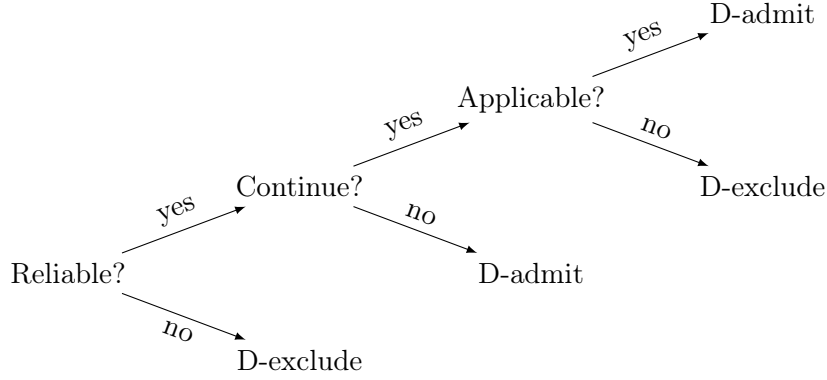 D-admit
yes
Applicable?
yes
no
Continue?
D-exclude
yes
no
Reliable?
D-admit
no
D-exclude